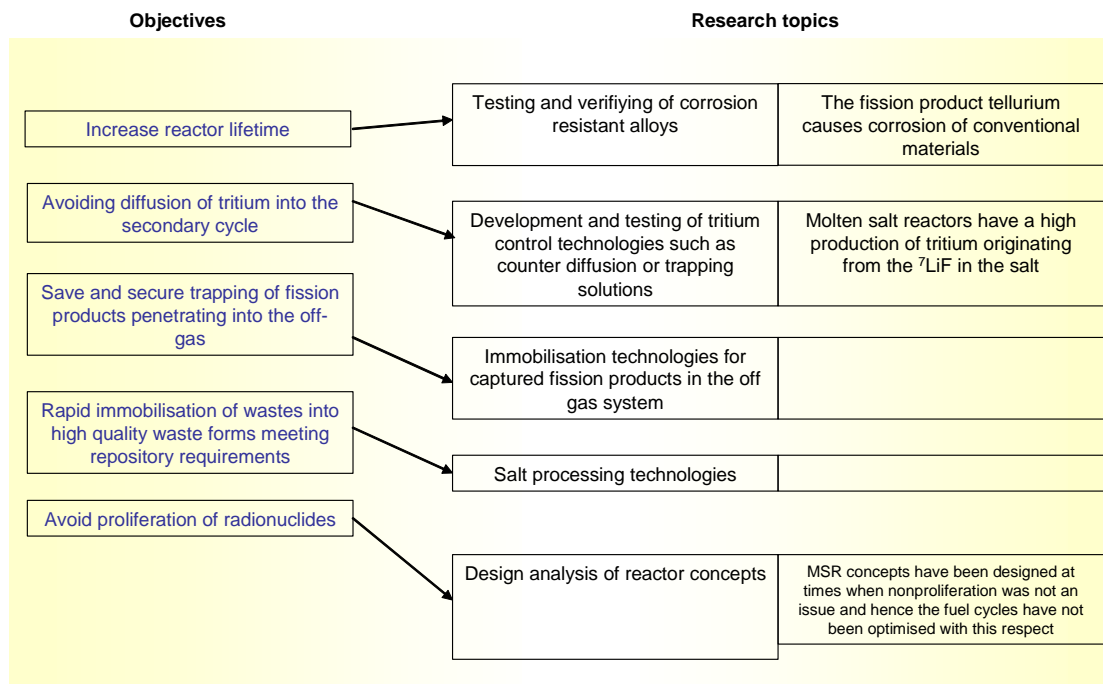 Objectives
Research topics
Increase reactor lifetime
Testing and verifiying of corrosion
resistant alloys
The fission product tellurium
causes corrosion of conventional
materials
Avoiding diffusion of tritium into the
secondary cycle
Development and testing of tritium
control technologies such as
counter diffusion or trapping
solutions
Molten salt reactors have a high
production of tritium originating
from the ⁷LiF in the salt
Save and secure trapping of fission
products penetrating into the off-
gas
Immobilisation technologies for
captured fission products in the off
gas system
Rapid immobilisation of wastes into
high quality waste forms meeting
repository requirements
Salt processing technologies
Avoid proliferation of radionuclides
Design analysis of reactor concepts
MSR concepts have been designed at
times when nonproliferation was not an
issue and hence the fuel cycles have not
been optimised with this respect